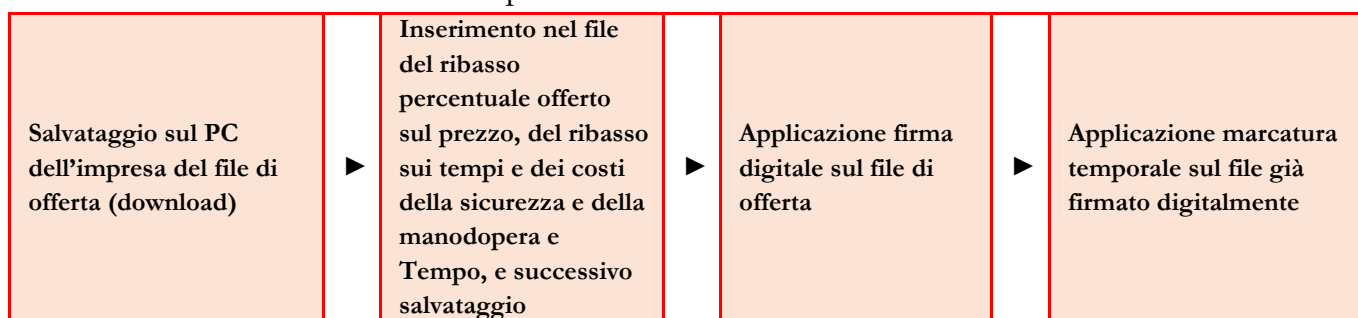 Salvataggio sul PC
dell’impresa del file di
offerta (download)
►
Inserimento nel file
del ribasso
percentuale offerto
sul prezzo, del ribasso
sui tempi e dei costi
della sicurezza e della
manodopera e
Tempo, e successivo
salvataggio
►
Applicazione firma
digitale sul file di
offerta
►
Applicazione marcatura
temporale sul file già
firmato digitalmente